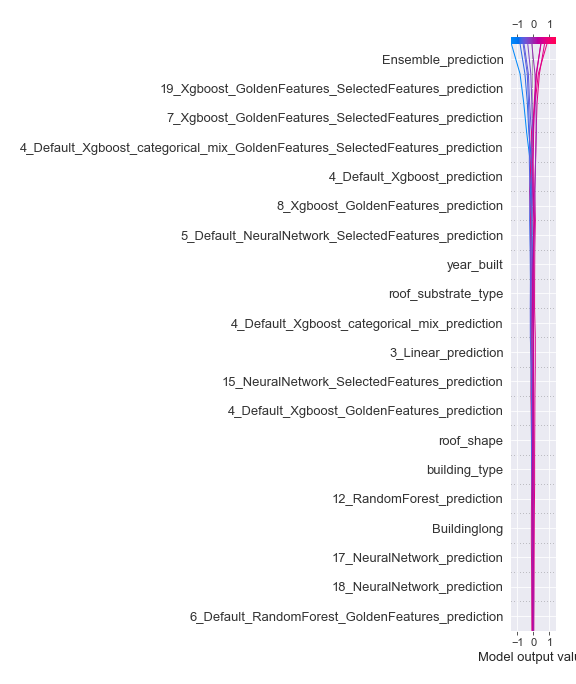 −1 0 1
Ensemble_prediction
19_Xgboost_GoldenFeatures_SelectedFeatures_prediction
7_Xgboost_GoldenFeatures_SelectedFeatures_prediction
4_Default_Xgboost_categorical_mix_GoldenFeatures_SelectedFeatures_prediction
4_Default_Xgboost_prediction
8_Xgboost_GoldenFeatures_prediction
5_Default_NeuralNetwork_SelectedFeatures_prediction
year_built
roof_substrate_type
4_Default_Xgboost_categorical_mix_prediction
3_Linear_prediction
15_NeuralNetwork_SelectedFeatures_prediction
4_Default_Xgboost_GoldenFeatures_prediction
roof_shape
building_type
12_RandomForest_prediction
Buildinglong
17_NeuralNetwork_prediction
18_NeuralNetwork_prediction
6_Default_RandomForest_GoldenFeatures_prediction
−1 0 1
Model output valu